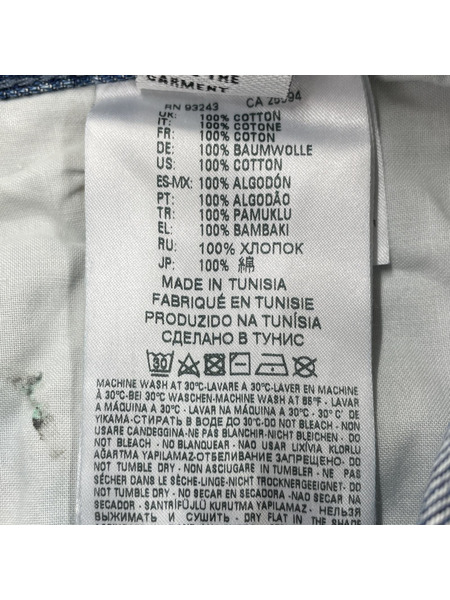 THE
GARMENT
RN 93243 CA 26994
UK: 100% COTTON
IT: 100% COTONE
FR: 100% COTON
DE: 100% BAUMWOLLE
US: 100% COTTON
ES-MX: 100% ALGODÓN
PT: 100% ALGODÃO
TR: 100% PAMUKLU
EL: 100% BAMBAKI
RU: 100% ХЛОПОК
JP: 100% 綿
MADE IN TUNISIA
FABRIQUÉ EN TUNISIE
PRODUZIDO NA TUNÍSIA
СДЕЛАНО В ТУНИС
30
MACHINE WASH AT 30°C-LAVARE A 30°C-LAVER EN MACHINE
À 30°C-BEI 30°C WASCHEN-MACHINE WASH AT 85°F - LAVAR
A MÁQUINA A 30°C - LAVAR NA MÁQUINA A 30°C - 30°C' DE
YIKAMA-СТИРАТЬ В ВОДЕ ДО 30°C-DO NOT BLEACH - NON
USARE CANDEGGINA-NE PAS BLANCHIR-NICHT BLEICHEN - DO
NOT BLEACH - NO BLANQUEAR - NÃO USAR LIXÍVIA KLORLU
AĞARTMA YAPILAMAZ-ОТБЕЛИВАНИЕ ЗАПРЕЩЕНО- DO
NOT TUMBLE DRY - NON ASCIUGARE IN TUMBLER - NE PAS
SÉCHER DANS LE SÈCHE-LINGE-NICHT TROCKNERGEEIGNET- DO
NOT TUMBLE DRY - NO SECAR EN SECADORA - NÃO SECAR NA
SECADOR - SANTRİFÜJLÜ KURUTMA YAPILAMAZ - НЕЛЬЗЯ
ВЫЖИМАТЬ И СУШИТЬ - DRY FLAT IN THE SHADE